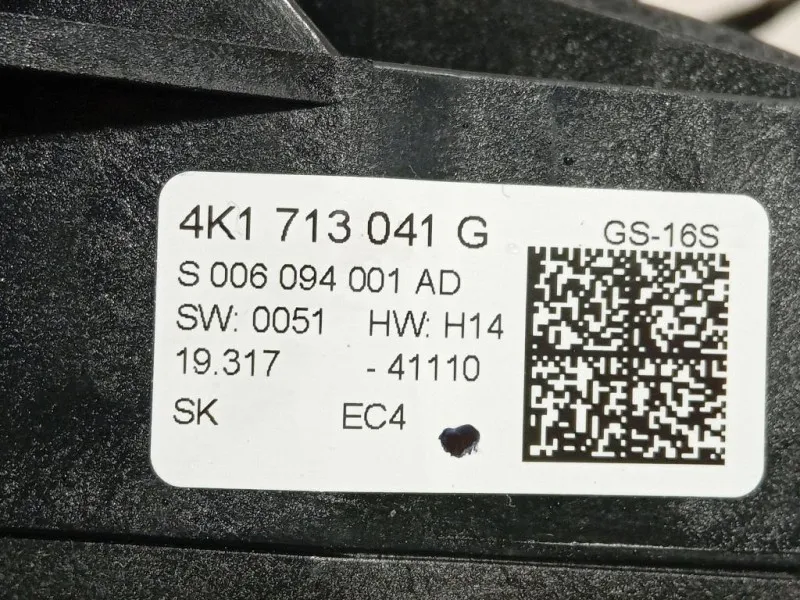 4K1 713 041 G
GS-16S
S 006 094 001 AD
SW: 0051 HW: H14
19.317 - 41110
SK EC4